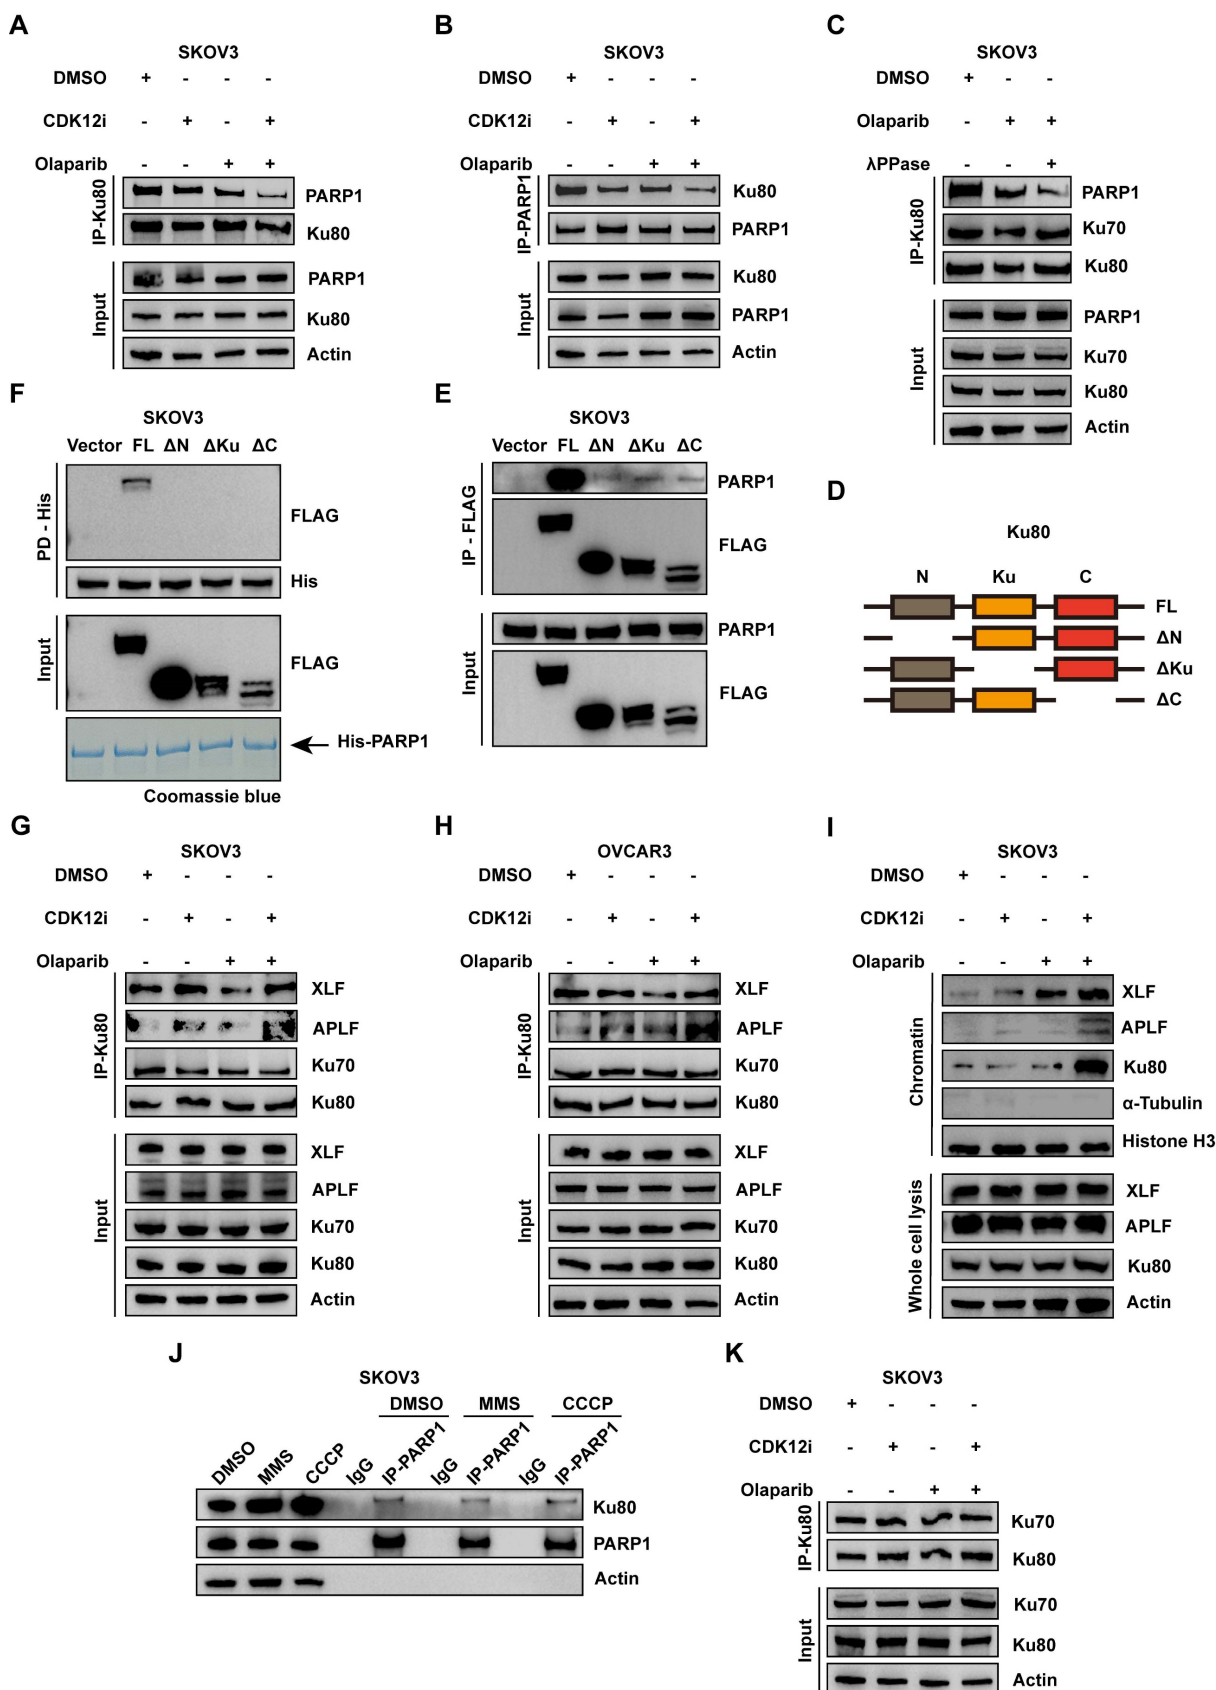 A
SKOV3
DMSO + - - -
CDK12i - + - +
Olaparib - - + +
IP-Ku80
PARP1
Ku80
Input
PARP1
Ku80
Actin
B
SKOV3
DMSO + - - -
CDK12i - + - +
Olaparib - - + +
IP-PARP1
Ku80
PARP1
Input
Ku80
PARP1
Actin
C
SKOV3
DMSO + - -
Olaparib - + +
λPPase - - +
IP-Ku80
PARP1
Ku70
Ku80
Input
PARP1
Ku70
Ku80
Actin
F
SKOV3
Vector FL ΔN ΔKu ΔC
PD - His
FLAG
His
Input
FLAG
His-PARP1
Coomassie blue
E
SKOV3
Vector FL ΔN ΔKu ΔC
IP - FLAG
PARP1
FLAG
Input
PARP1
FLAG
D
Ku80
N Ku C
FL
ΔN
ΔKu
ΔC
G
SKOV3
DMSO + - - -
CDK12i - + - +
Olaparib - - + +
IP-Ku80
XLF
APLF
Ku70
Ku80
Input
XLF
APLF
Ku70
Ku80
Actin
H
OVCAR3
DMSO + - - -
CDK12i - + - +
Olaparib - - + +
IP-Ku80
XLF
APLF
Ku70
Ku80
Input
XLF
APLF
Ku70
Ku80
Actin
I
SKOV3
DMSO + - - -
CDK12i - + - +
Olaparib - - + +
Chromatin
XLF
APLF
Ku80
α-Tubulin
Histone H3
Whole cell lysis
XLF
APLF
Ku80
Actin
J
SKOV3
DMSO MMS CCCP
DMSO MMS CCCP IgG IP-PARP1 IgG IP-PARP1 IgG IP-PARP1
Ku80
PARP1
Actin
K
SKOV3
DMSO + - - -
CDK12i - + - +
Olaparib - - + +
IP-Ku80
Ku70
Ku80
Input
Ku70
Ku80
Actin